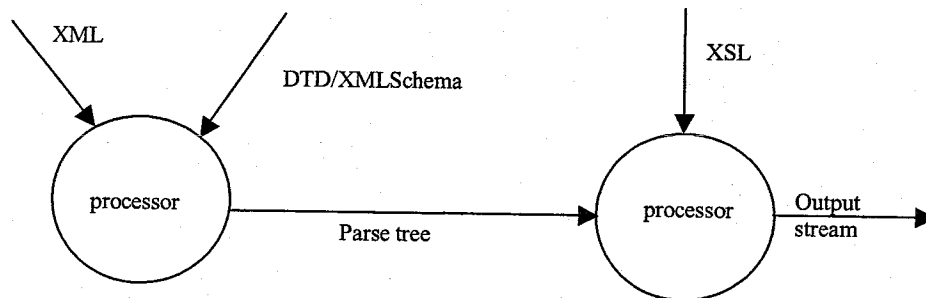 XML
XSL
DTD/XMLSchema
processor
processor
Parse tree
Output
stream